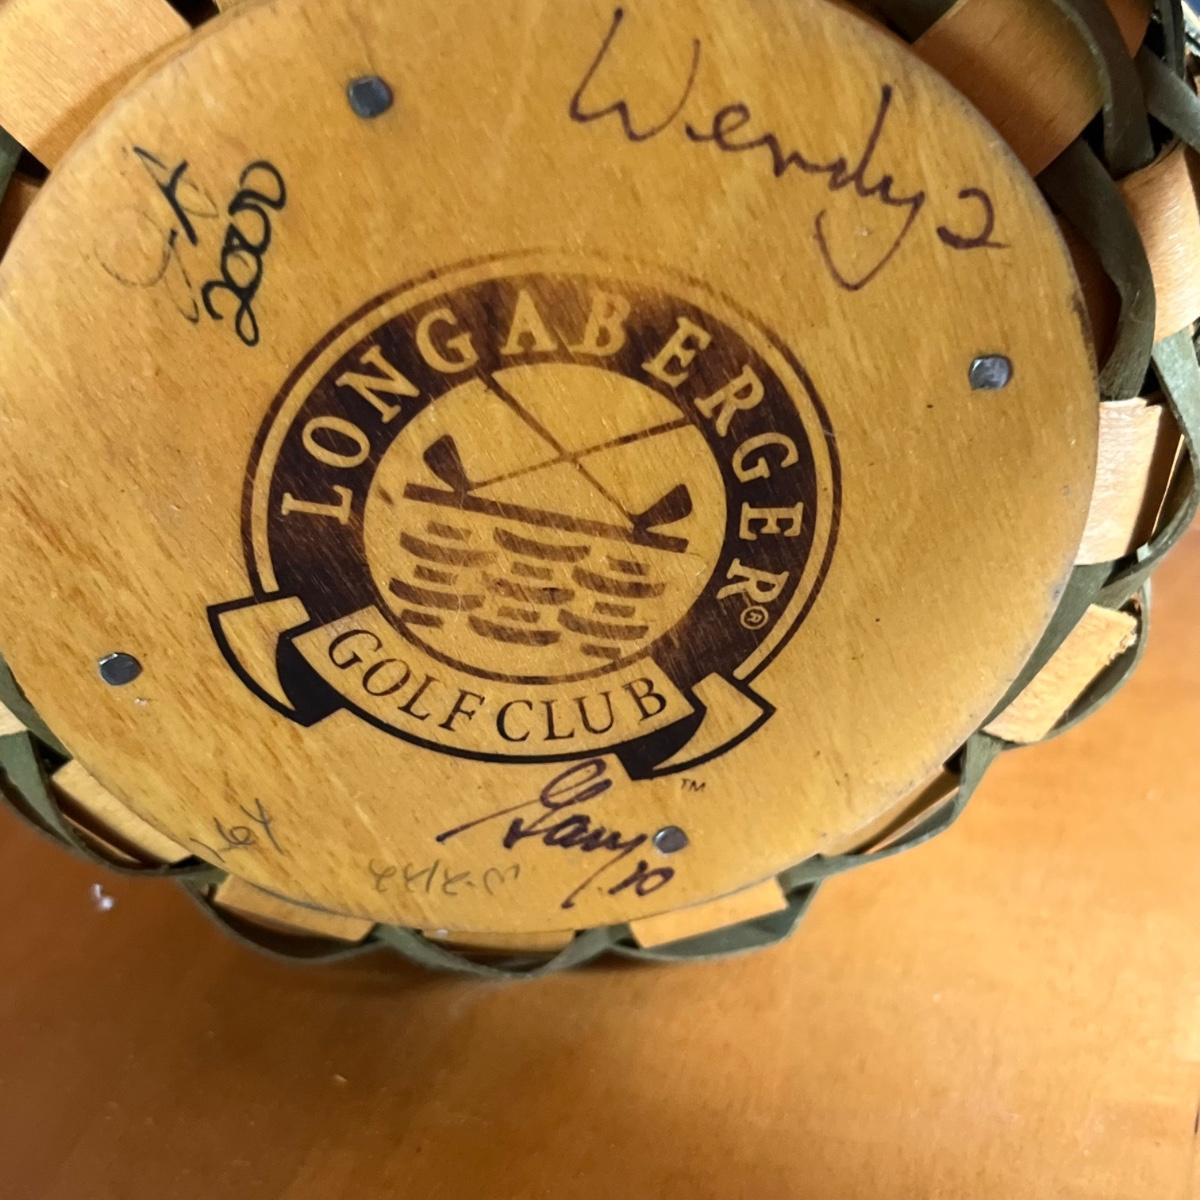 Wendy 2
2000
LONGABERGER®
GOLF CLUB
™
Gary
10